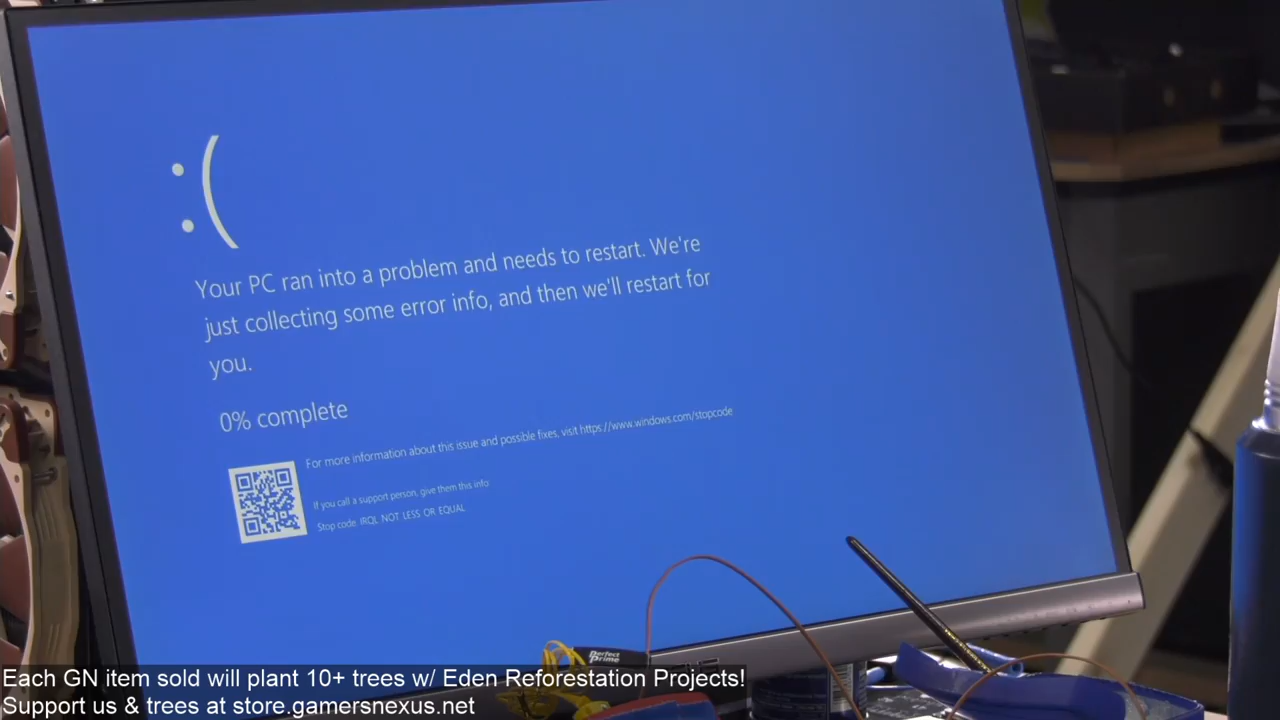 :(
Your PC ran into a problem and needs to restart. We're
just collecting some error info, and then we'll restart for
you.
0% complete
For more information about this issue and possible fixes, visit https://www.windows.com/stopcode
If you call a support person, give them this info:
Stop code: IRQL NOT LESS OR EQUAL
Perfect
Prime
Each GN item sold will plant 10+ trees w/ Eden Reforestation Projects!
Support us & trees at store.gamersnexus.net